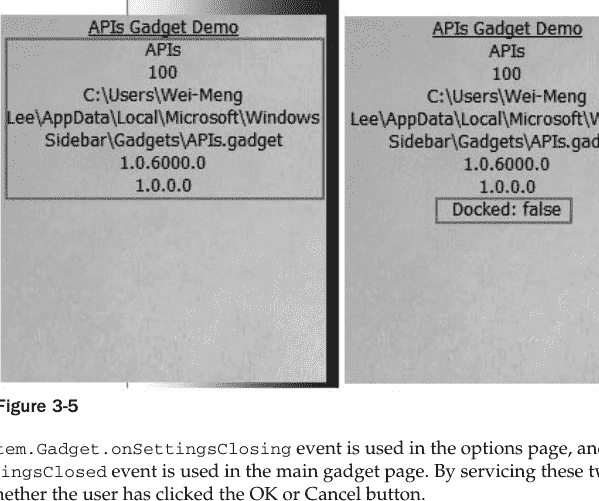 APIs Gadget Demo
APIs
100
C:\Users\Wei-Meng
Lee\AppData\Local\Microsoft\Windows
Sidebar\Gadgets\APIs.gadget
1.0.6000.0
1.0.0.0
APIs Gadget Demo
APIs
100
C:\Users\Wei-Meng
Lee\AppData\Local\Microsoft\W
Sidebar\Gadgets\APIs.gad
1.0.6000.0
1.0.0.0
Docked: false
Figure 3-5
tem.Gadget.onSettingsClosing event is used in the options page, and
ingsClosed event is used in the main gadget page. By servicing these tw
hether the user has clicked the OK or Cancel button.